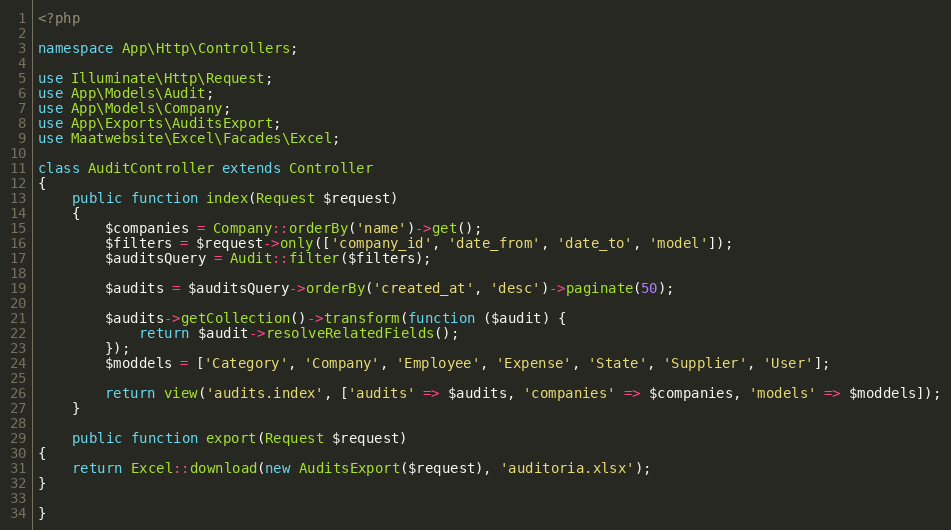 1 <?php
2
3 namespace App\Http\Controllers;
4
5 use Illuminate\Http\Request;
6 use App\Models\Audit;
7 use App\Models\Company;
8 use App\Exports\AuditsExport;
9 use Maatwebsite\Excel\Facades\Excel;
10
11 class AuditController extends Controller
12 {
13     public function index(Request $request)
14     {
15         $companies = Company::orderBy('name')->get();
16         $filters = $request->only(['company_id', 'date_from', 'date_to', 'model']);
17         $auditsQuery = Audit::filter($filters);
18
19         $audits = $auditsQuery->orderBy('created_at', 'desc')->paginate(50);
20
21         $audits->getCollection()->transform(function ($audit) {
22             return $audit->resolveRelatedFields();
23         });
24         $moddels = ['Category', 'Company', 'Employee', 'Expense', 'State', 'Supplier', 'User'];
25
26         return view('audits.index', ['audits' => $audits, 'companies' => $companies, 'models' => $moddels]);
27     }
28
29     public function export(Request $request)
30 {
31     return Excel::download(new AuditsExport($request), 'auditoria.xlsx');
32 }
33
34 }